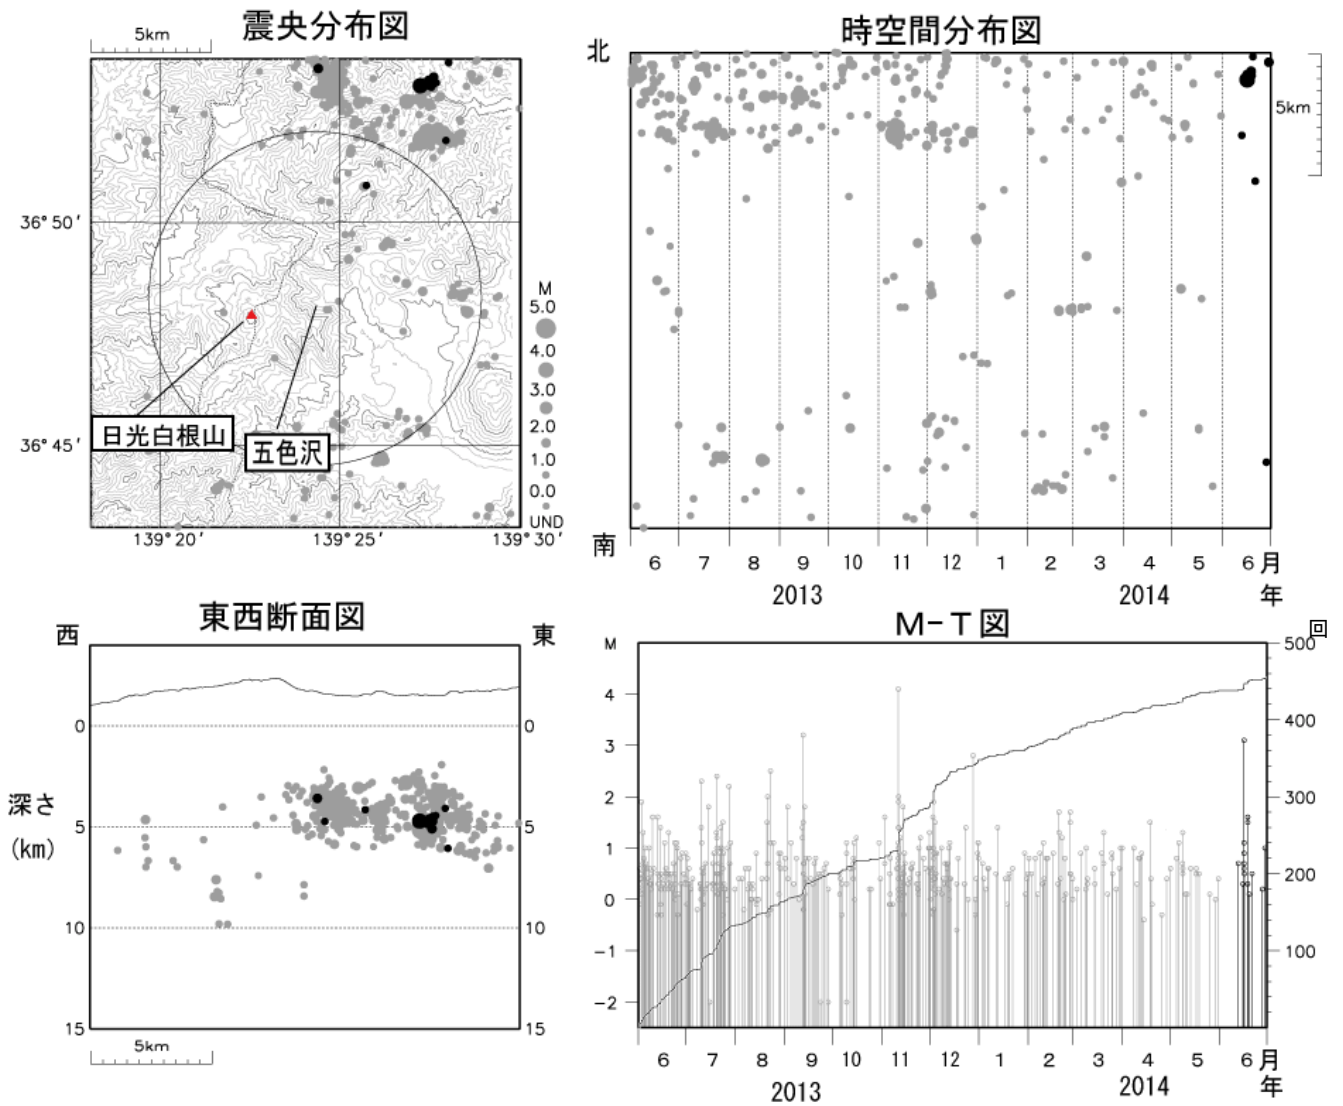 震央分布図
5km
36°50′
36°45′
139°20′
139°25′
139°30′
日光白根山
五色沢
M
5.0
4.0
3.0
2.0
1.0
0.0
UND
時空間分布図
北
南
5km
6 7 8 9 10 11 12 1 2 3 4 5 6 月
2013 2014 年
東西断面図
西 東
0 0
深さ
(km)
5 5
10 10
15 15
5km
M-T図
M 回
500
4
400
3
2
300
1
200
0
-1
100
-2
6 7 8 9 10 11 12 1 2 3 4 5 6 月
2013 2014 年